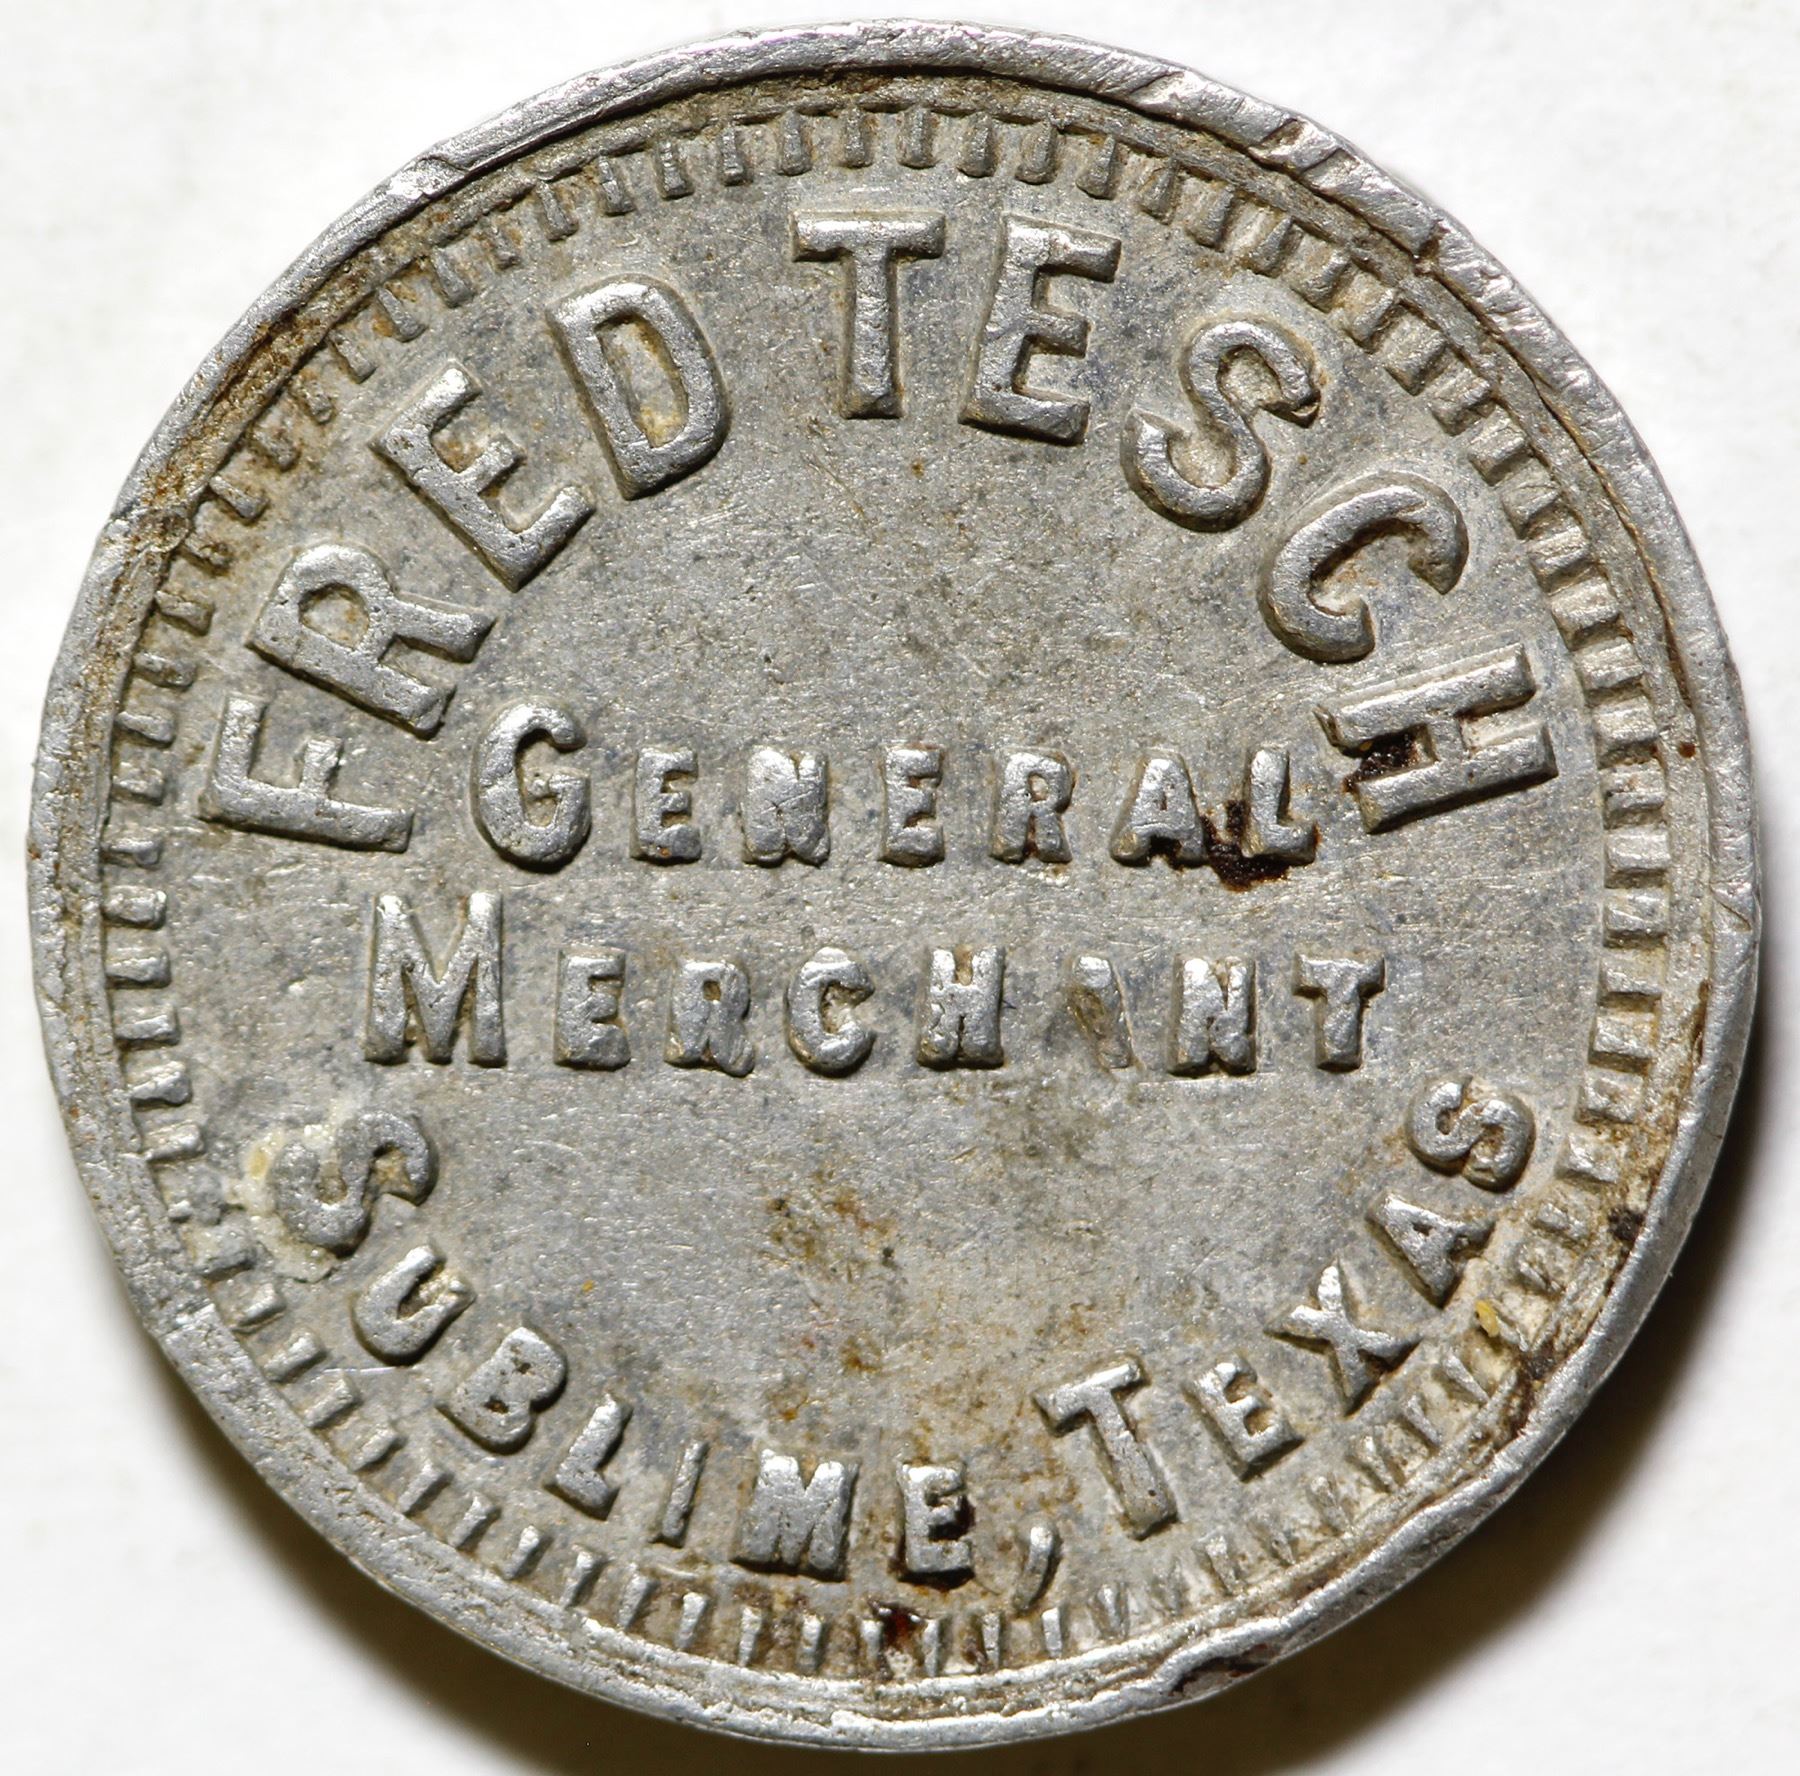 FRED TESCH
GENERAL
MERCHANT
SUBLIME, TEXAS